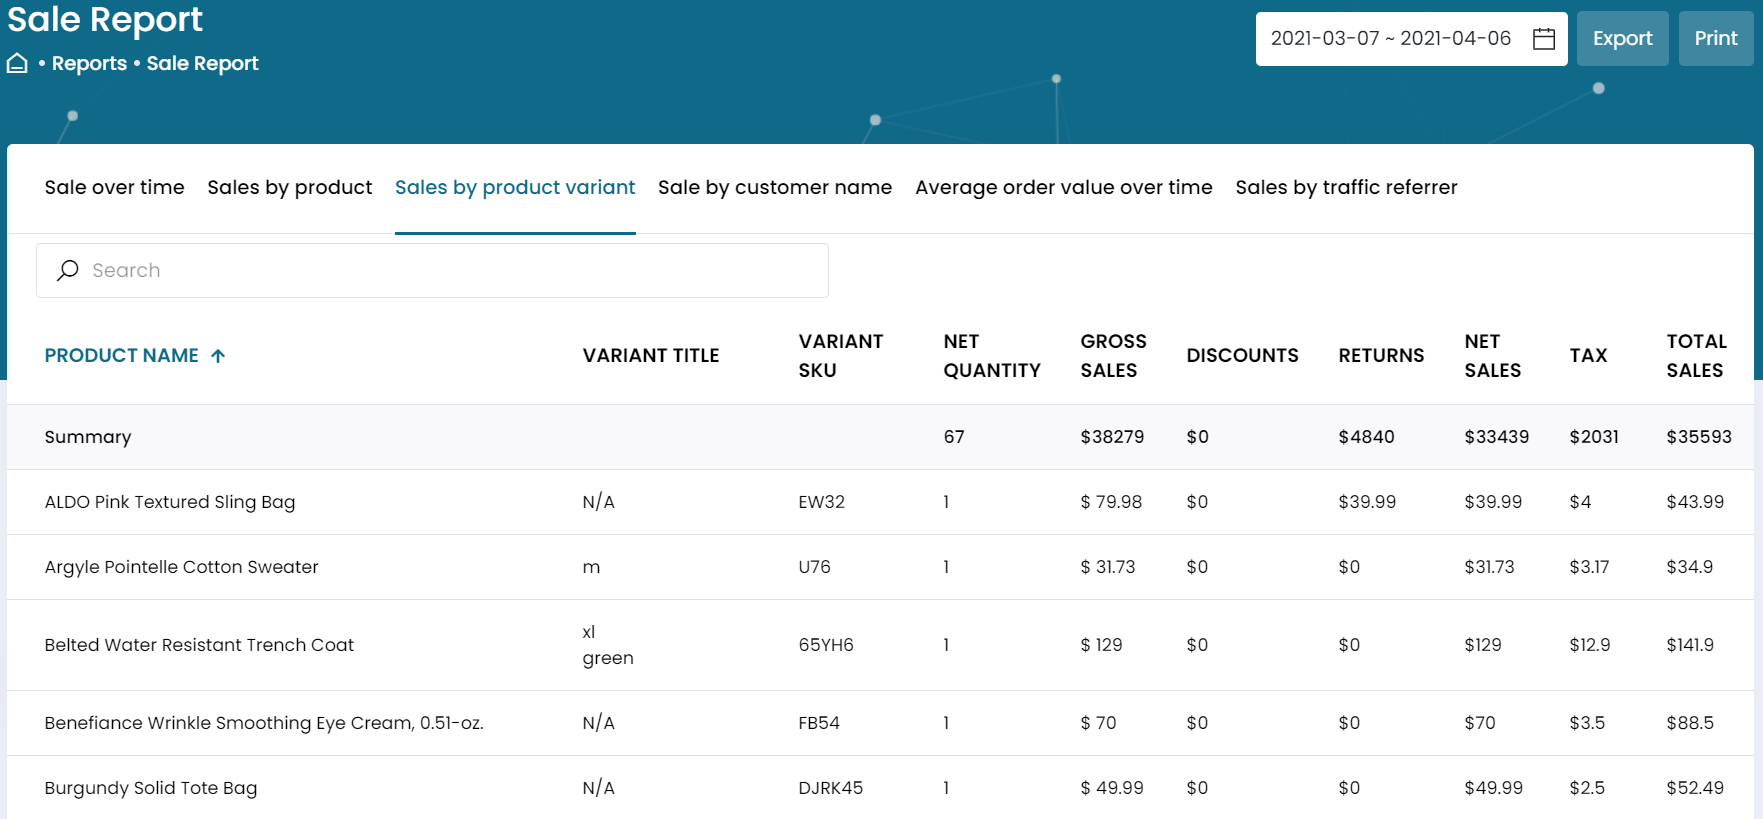 Sale Report
• Reports • Sale Report
2021-03-07 ~ 2021-04-06
Export
Print
Sale over time
Sales by product
Sales by product variant
Sale by customer name
Average order value over time
Sales by traffic referrer
Search
PRODUCT NAME ↑ VARIANT TITLE VARIANT SKU NET QUANTITY GROSS SALES DISCOUNTS RETURNS NET SALES TAX TOTAL SALES
Summary 67 $38279 $0 $4840 $33439 $2031 $35593
ALDO Pink Textured Sling Bag N/A EW32 1 $ 79.98 $0 $39.99 $39.99 $4 $43.99
Argyle Pointelle Cotton Sweater m U76 1 $ 31.73 $0 $0 $31.73 $3.17 $34.9
Belted Water Resistant Trench Coat xl green 65YH6 1 $ 129 $0 $0 $129 $12.9 $141.9
Benefiance Wrinkle Smoothing Eye Cream, 0.51-oz. N/A FB54 1 $ 70 $0 $0 $70 $3.5 $88.5
Burgundy Solid Tote Bag N/A DJRK45 1 $ 49.99 $0 $0 $49.99 $2.5 $52.49